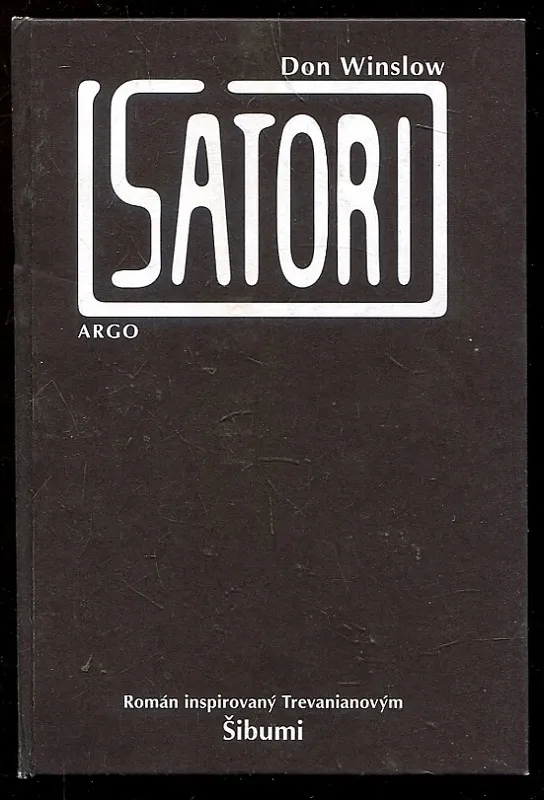 Don Winslow
SATORI
ARGO
Román inspirovaný Trevanianovým
Šibumi